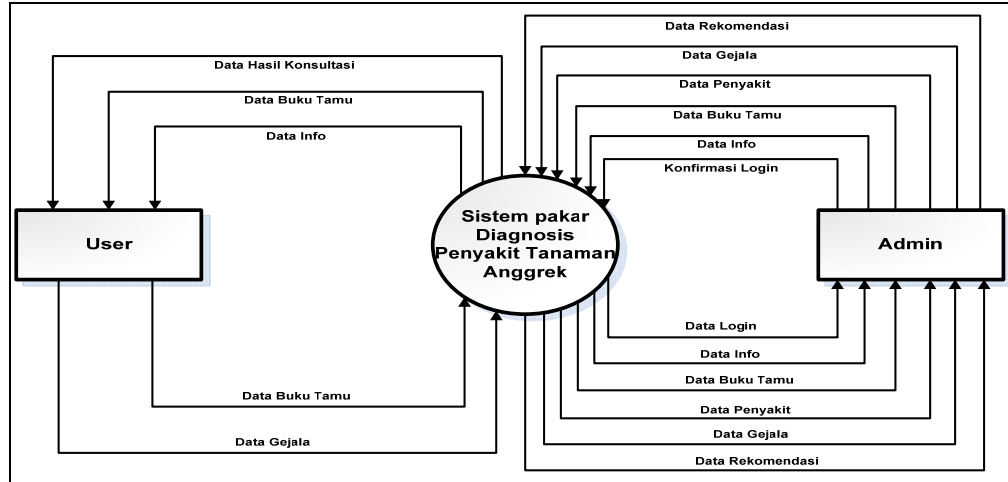 Data Rekomendasi
Data Gejala
Data Hasil Konsultasi
Data Penyakit
Data Buku Tamu
Data Buku Tamu
Data Info
Data Info
Konfirmasi Login
User
Sistem pakar
Diagnosis
Penyakit Tanaman
Anggrek
Admin
Data Login
Data Info
Data Buku Tamu
Data Buku Tamu
Data Penyakit
Data Gejala
Data Gejala
Data Rekomendasi